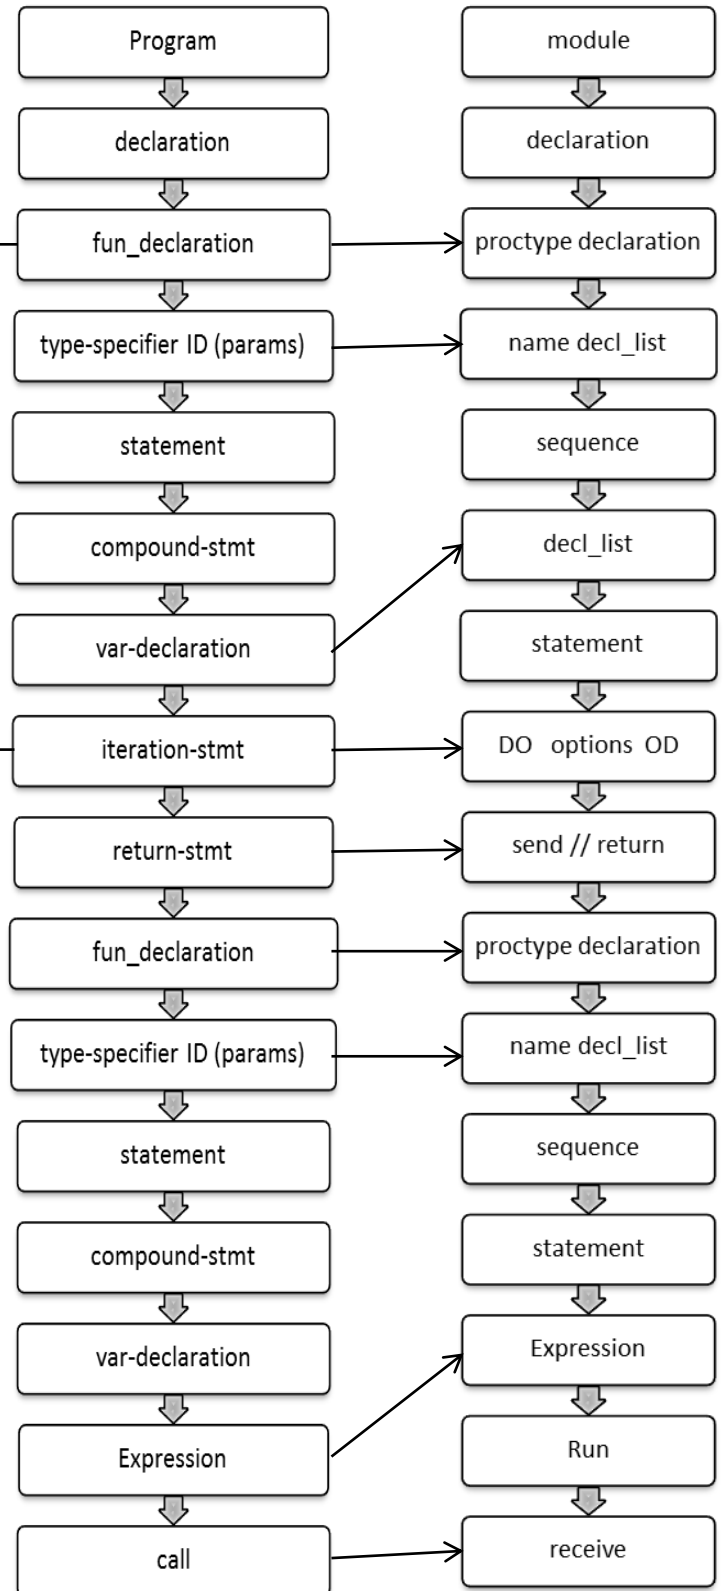 Program
declaration
fun_declaration
type-specifier ID (params)
statement
compound-stmt
var-declaration
iteration-stmt
return-stmt
fun_declaration
type-specifier ID (params)
statement
compound-stmt
var-declaration
Expression
call
module
declaration
proctype declaration
name decl_list
sequence
decl_list
statement
DO options OD
send // return
proctype declaration
name decl_list
sequence
statement
Expression
Run
receive